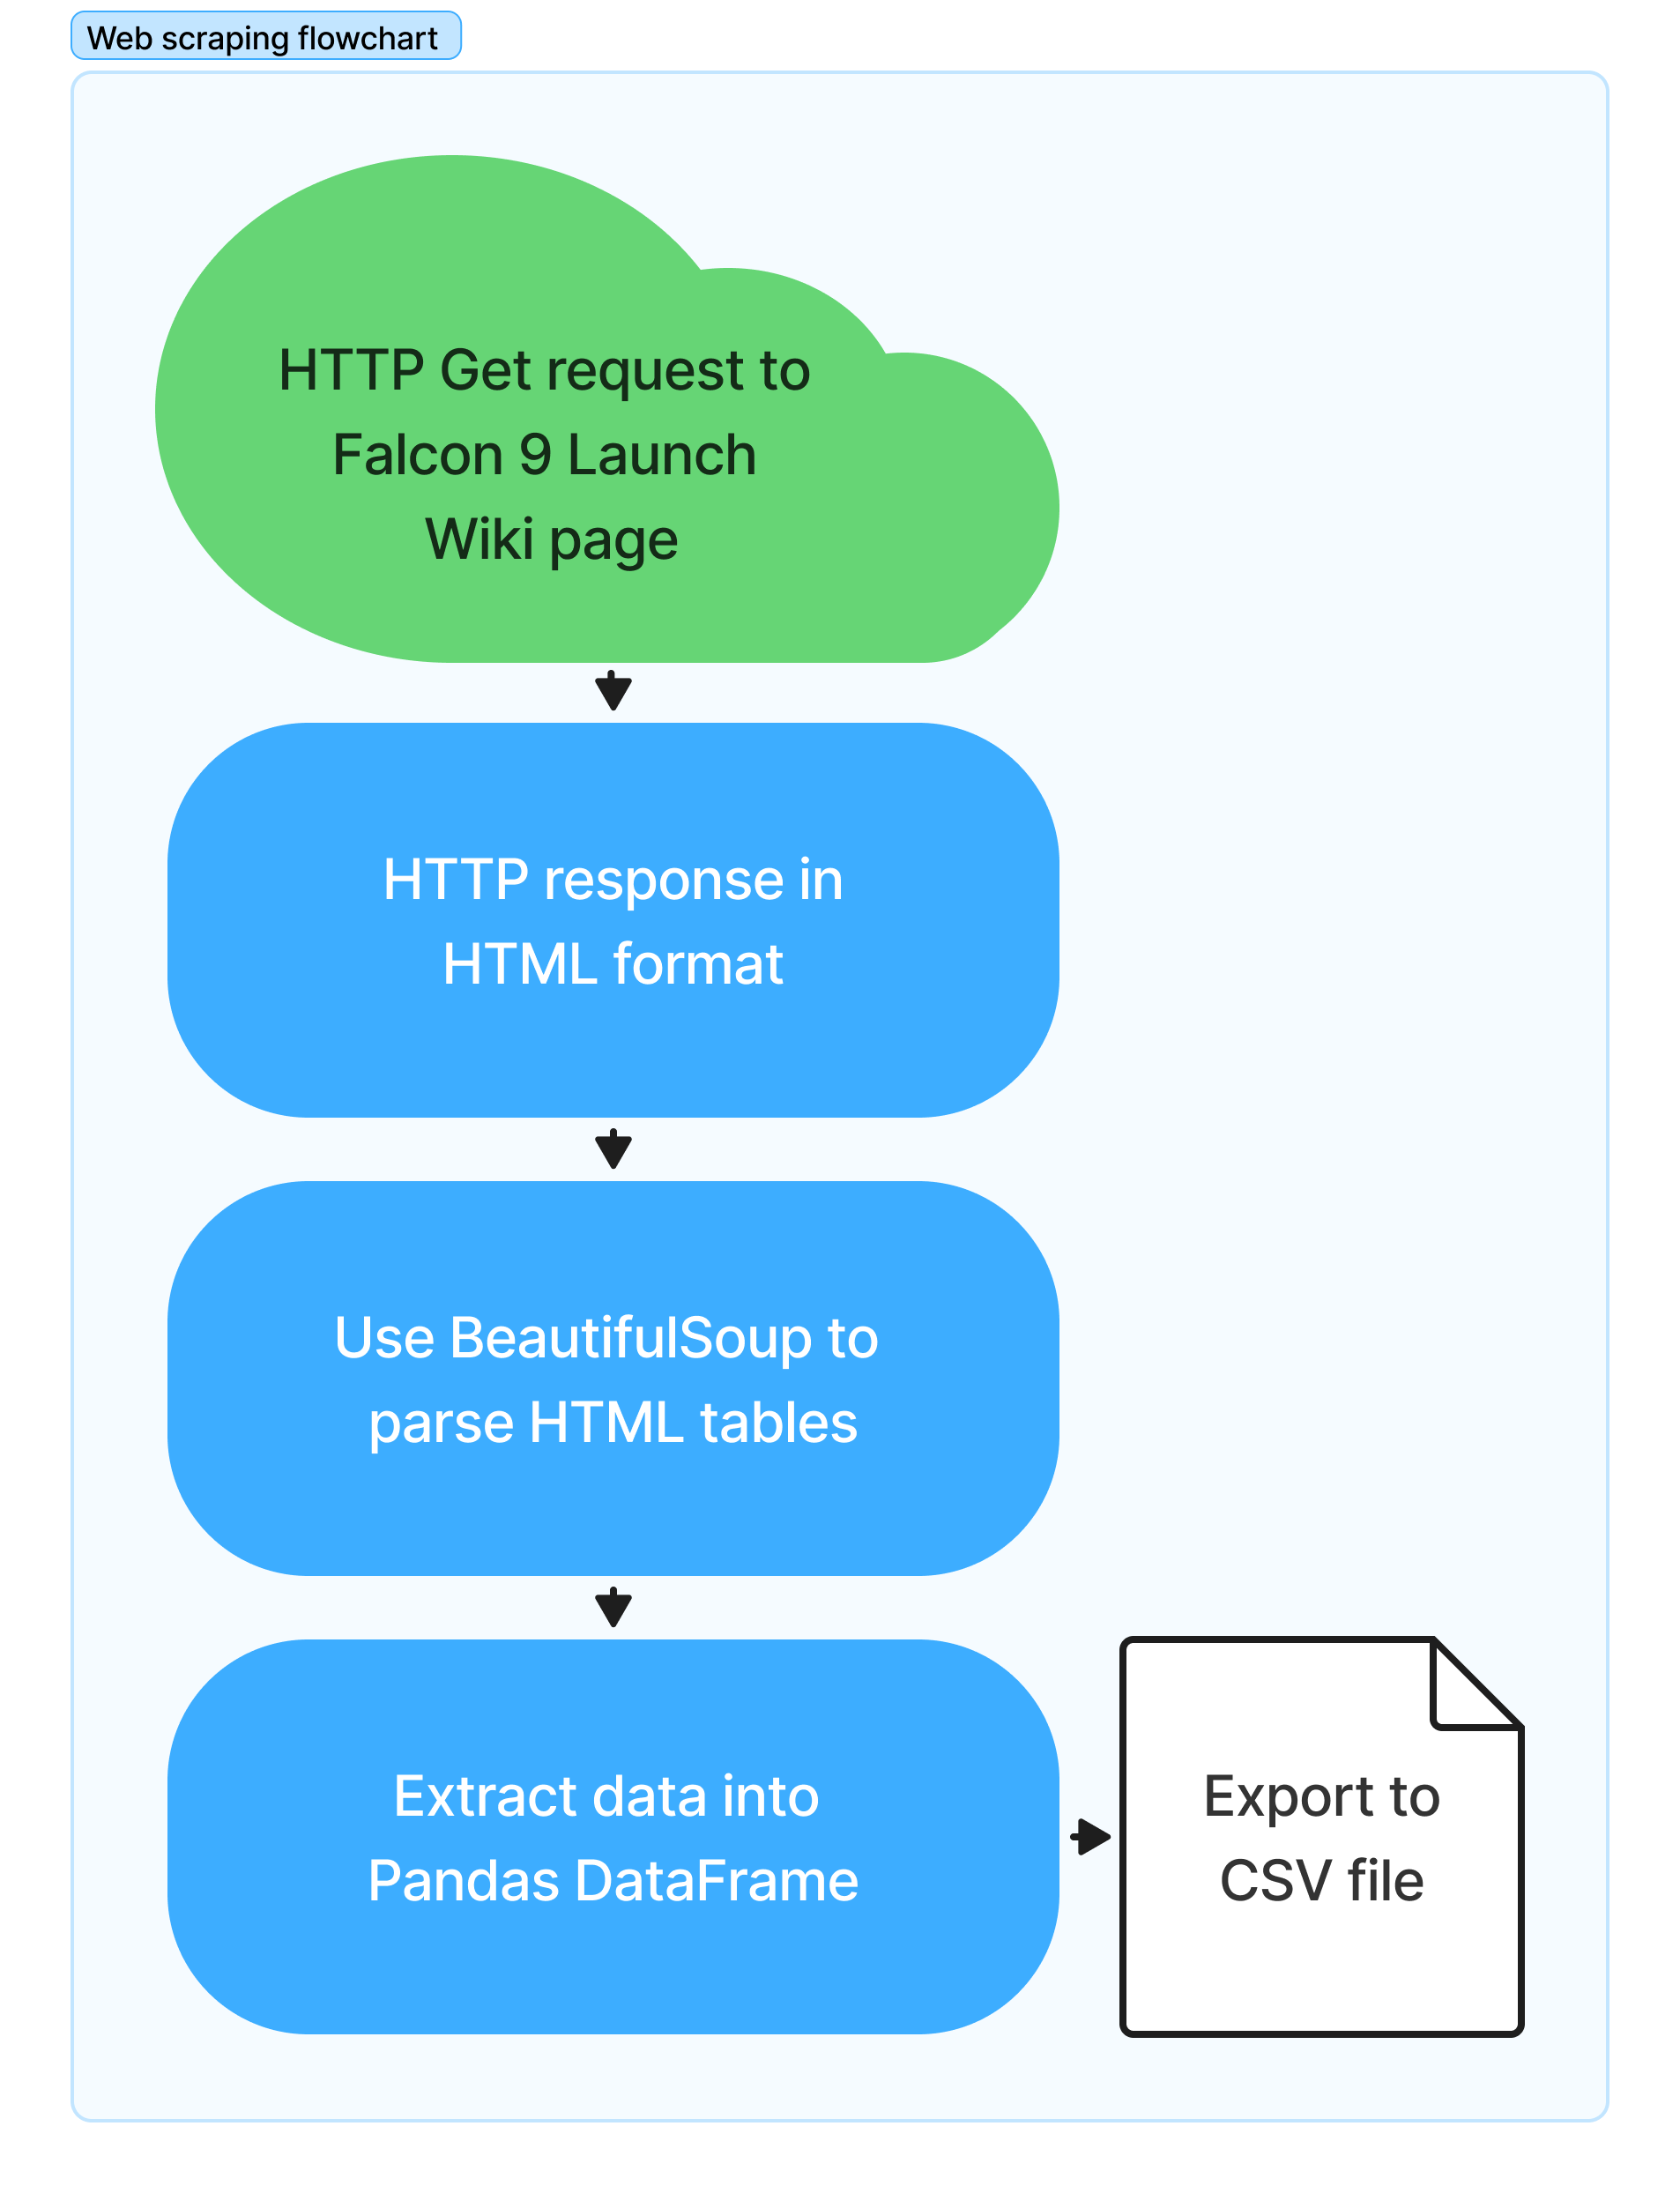 Web scraping flowchart
HTTP Get request to
Falcon 9 Launch
Wiki page
HTTP response in
HTML format
Use BeautifulSoup to
parse HTML tables
Extract data into
Pandas DataFrame
Export to
CSV file